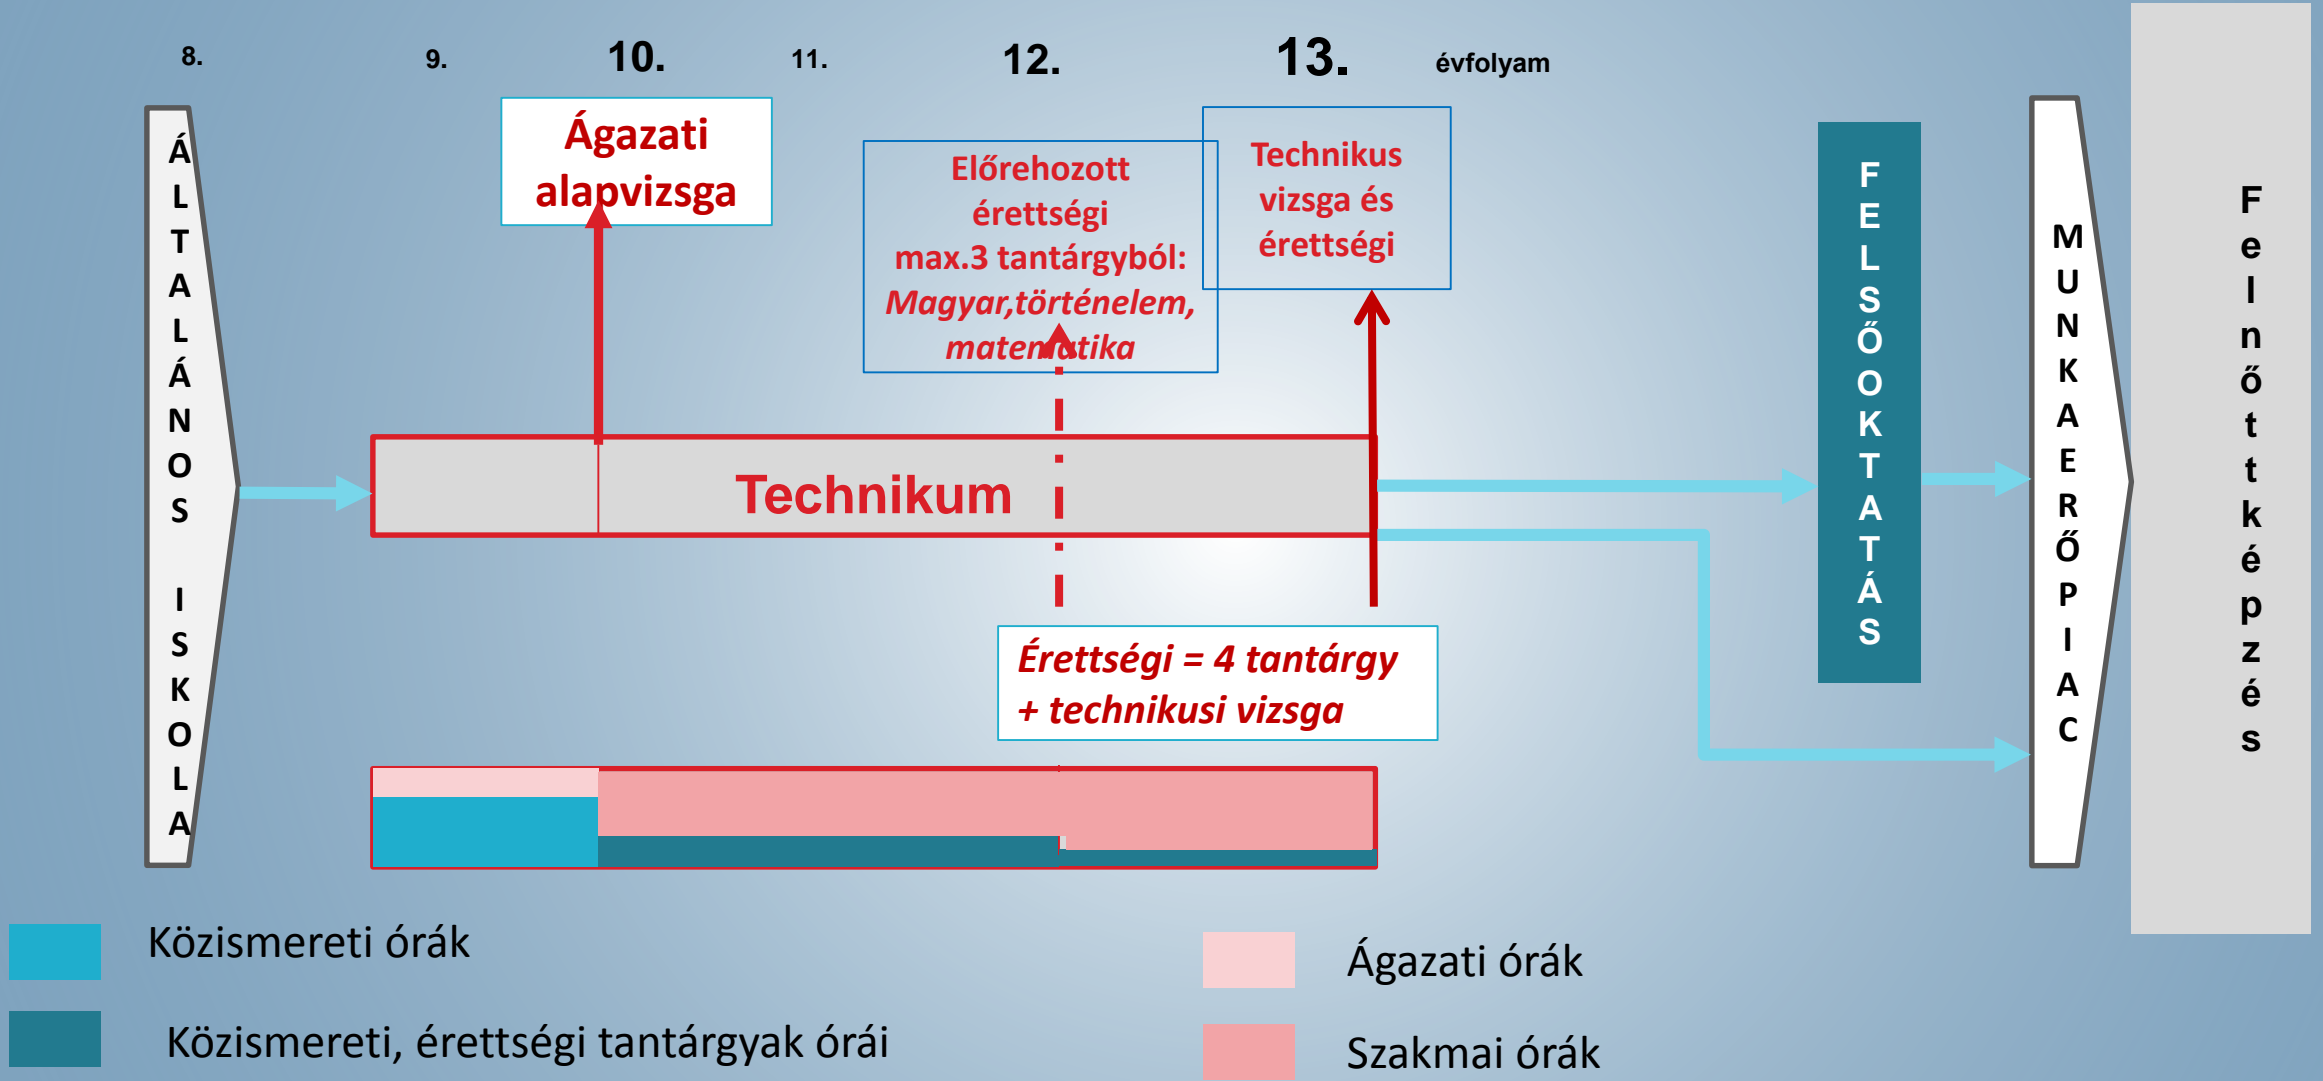 8.
9.
10.
11.
12.
13.
évfolyam
ÁLTALÁNOS ISKOLA
Ágazati
alapvizsga
Előrehozott
érettségi
max.3 tantárgyból:
Magyar,történelem,
matematika
Technikus
vizsga és
érettségi
Technikum
Érettségi = 4 tantárgy
+ technikusi vizsga
FELSŐOKTATÁS
MUNKAERŐPIAC
Felnőttképzés
Közismereti órák
Közismereti, érettségi tantárgyak órái
Ágazati órák
Szakmai órák